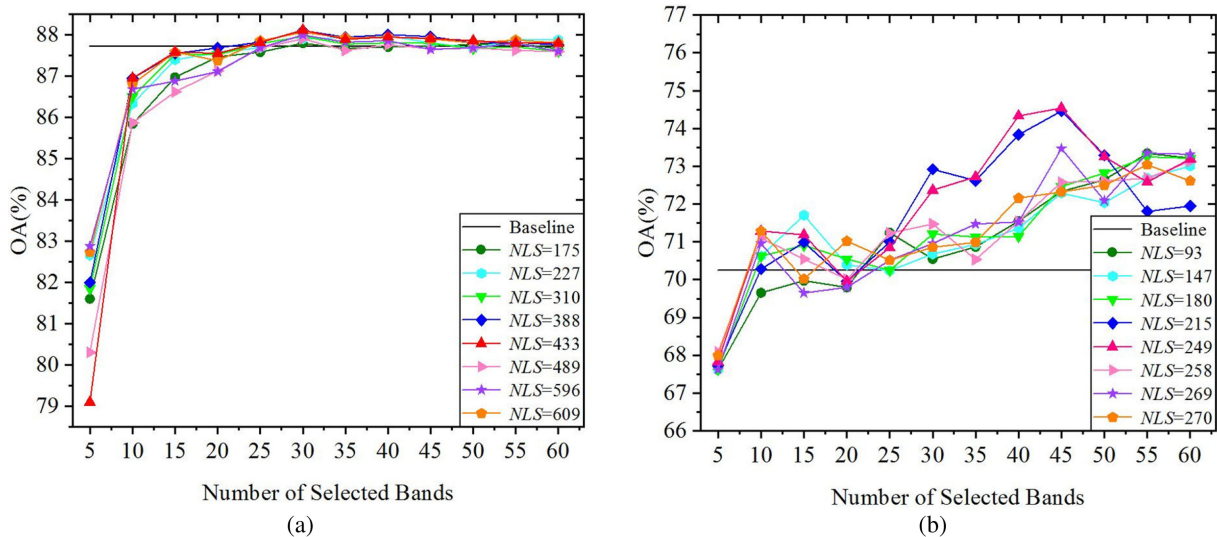 88
87
86
85
84
83
82
81
80
79
OA(%)
Baseline
NLS=175
NLS=227
NLS=310
NLS=388
NLS=433
NLS=489
NLS=596
NLS=609
5 10 15 20 25 30 35 40 45 50 55 60
Number of Selected Bands
(a)
77
76
75
74
73
72
71
70
69
68
67
66
OA(%)
Baseline
NLS=93
NLS=147
NLS=180
NLS=215
NLS=249
NLS=258
NLS=269
NLS=270
5 10 15 20 25 30 35 40 45 50 55 60
Number of Selected Bands
(b)